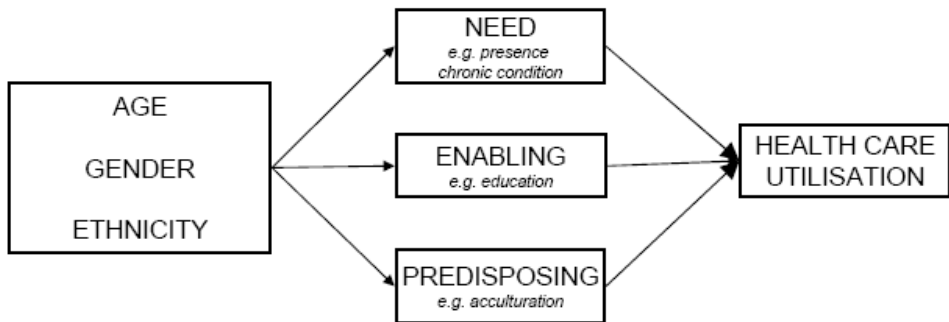 AGE
GENDER
ETHNICITY
NEED
e.g. presence
chronic condition
ENABLING
e.g. education
PREDISPOSING
e.g. acculturation
HEALTH CARE
UTILISATION